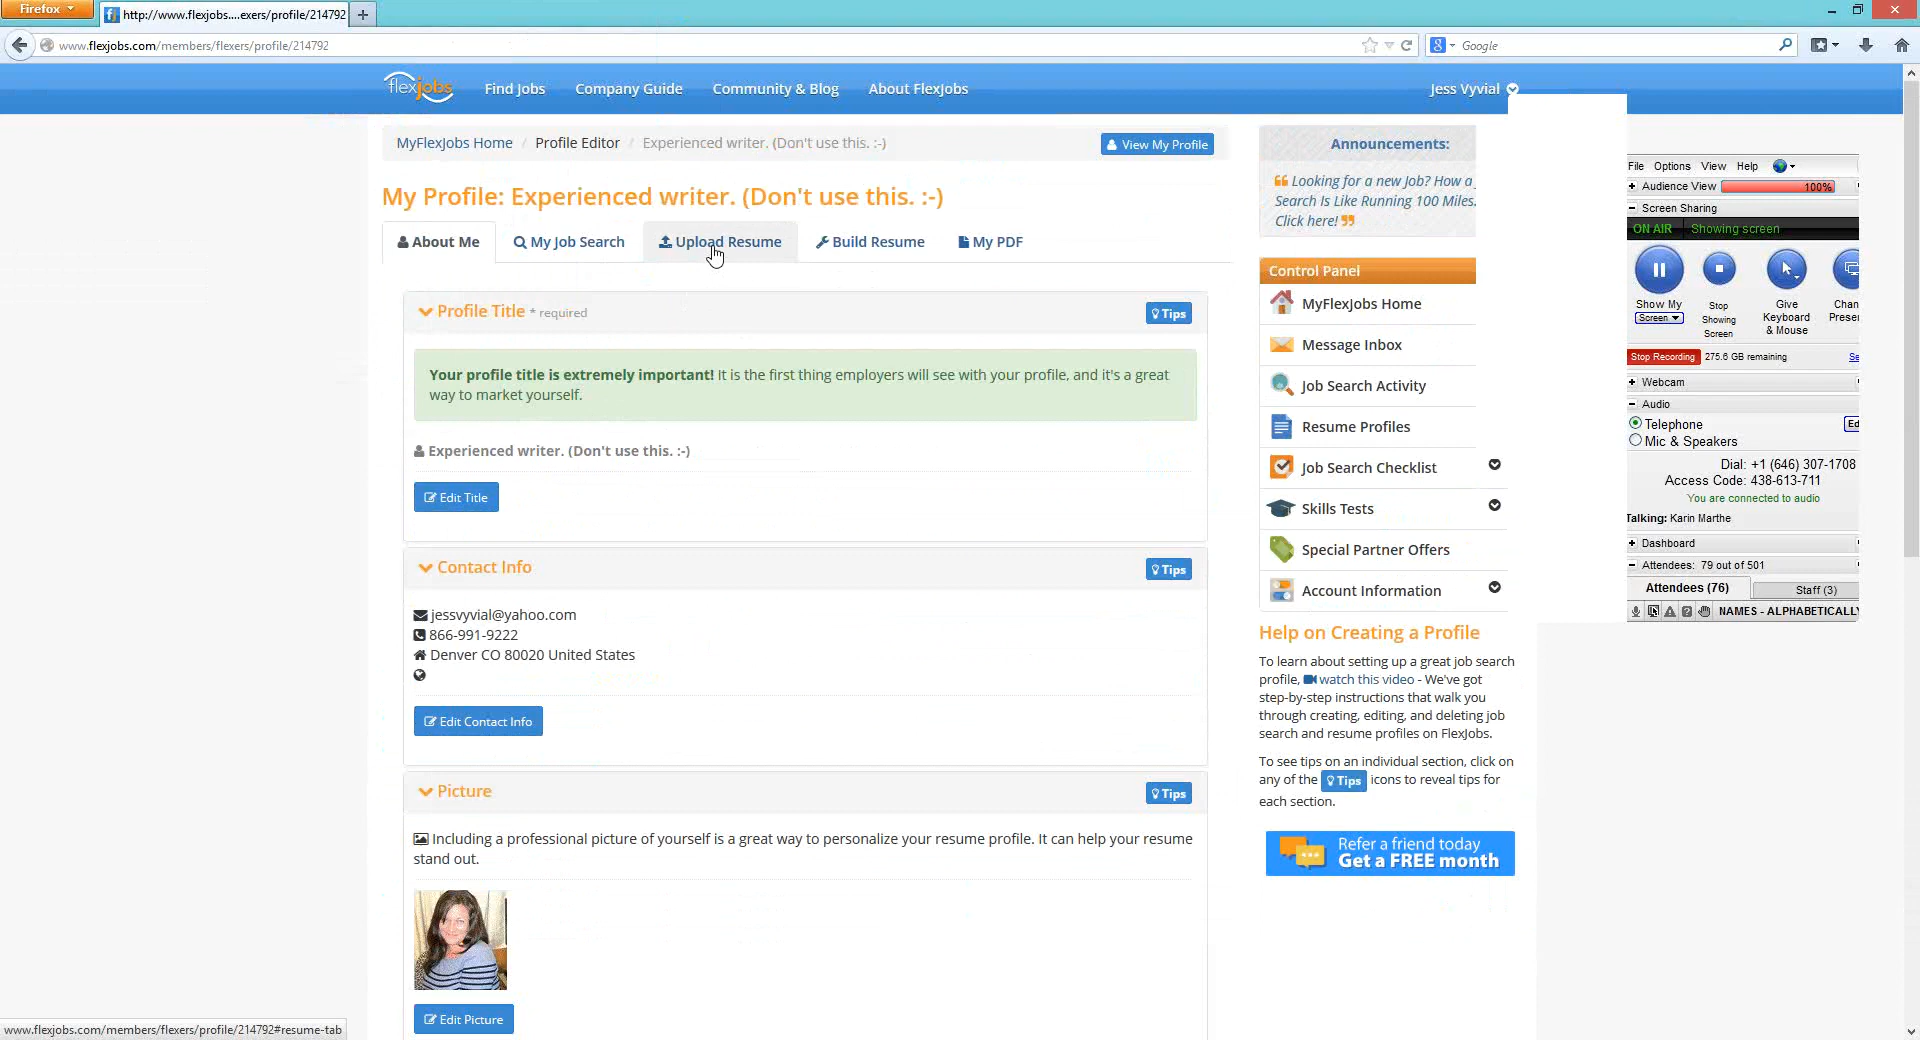 Firefox
http://www.flexjobs....exers/profile/214792
www.flexjobs.com/members/flexers/profile/214792
Google
flexjobs
Find Jobs
Company Guide
Community & Blog
About FlexJobs
Jess Vyvial
MyFlexJobs Home / Profile Editor / Experienced writer. (Don't use this. :-)
View My Profile
My Profile: Experienced writer. (Don't use this. :-)
About Me
My Job Search
Upload Resume
Build Resume
My PDF
Profile Title * required
Tips
Your profile title is extremely important! It is the first thing employers will see with your profile, and it's a great
way to market yourself.
Experienced writer. (Don't use this. :-)
Edit Title
Contact Info
Tips
jessvyvial@yahoo.com
866-991-9222
Denver CO 80020 United States
Edit Contact Info
Picture
Tips
Including a professional picture of yourself is a great way to personalize your resume profile. It can help your resume
stand out.
Edit Picture
www.flexjobs.com/members/flexers/profile/214792#resume-tab
Announcements:
Looking for a new Job? How a
Search Is Like Running 100 Miles.
Click here!
Control Panel
MyFlexJobs Home
Message Inbox
Job Search Activity
Resume Profiles
Job Search Checklist
Skills Tests
Special Partner Offers
Account Information
Help on Creating a Profile
To learn about setting up a great job search
profile, watch this video - We've got
step-by-step instructions that walk you
through creating, editing, and deleting job
search and resume profiles on FlexJobs.
To see tips on an individual section, click on
any of the Tips icons to reveal tips for
each section.
Refer a friend today
Get a FREE month
File Options View Help
Audience View 100%
Screen Sharing
ON AIR Showing screen
Show My
Screen
Stop
Showing
Screen
Give
Keyboard
& Mouse
Chan
Prese
Stop Recording 275.6 GB remaining Se
Webcam
Audio
Telephone Ed
Mic & Speakers
Dial: +1 (646) 307-1708
Access Code: 438-613-711
You are connected to audio
Talking: Karin Marthe
Dashboard
Attendees: 79 out of 501
Attendees (76)
Staff (3)
NAMES - ALPHABETICALLY